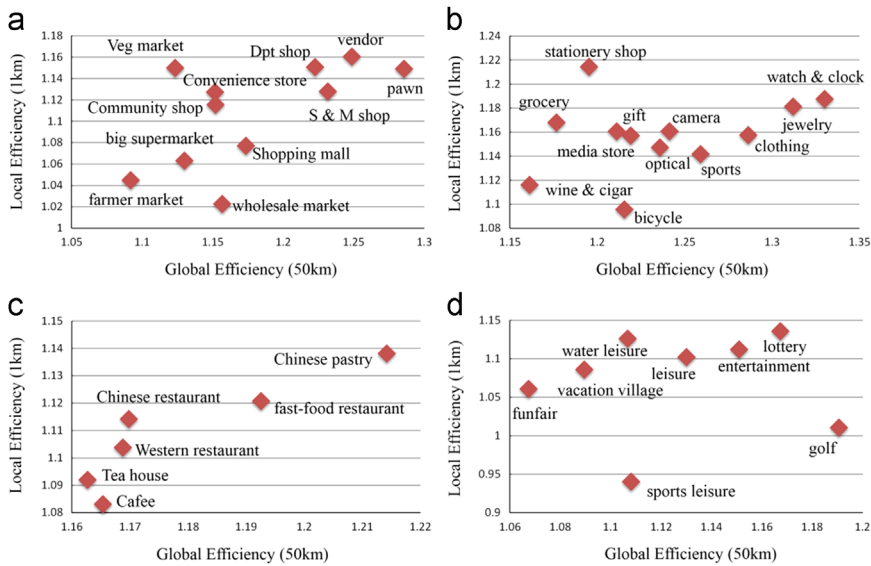 a
Local Efficiency (1km)
1.18
1.16
1.14
1.12
1.1
1.08
1.06
1.04
1.02
1
Veg market
Dpt shop
vendor
Convenience store
pawn
Community shop
S & M shop
big supermarket
Shopping mall
farmer market
wholesale market
1.05
1.1
1.15
1.2
1.25
1.3
Global Efficiency (50km)
b
Local Efficiency (1km)
1.24
1.22
1.2
1.18
1.16
1.14
1.12
1.1
1.08
stationery shop
watch & clock
grocery
gift
camera
jewelry
media store
optical
sports
clothing
wine & cigar
bicycle
1.15
1.2
1.25
1.3
1.35
Global Efficiency (50km)
c
Local Efficiency (1km)
1.15
1.14
1.13
1.12
1.11
1.1
1.09
1.08
Chinese pastry
Chinese restaurant
fast-food restaurant
Western restaurant
Tea house
Cafee
1.16
1.17
1.18
1.19
1.2
1.21
1.22
Global Efficiency (50km)
d
Local Efficiency (1km)
1.15
1.1
1.05
1
0.95
0.9
water leisure
lottery
leisure
entertainment
vacation village
funfair
golf
sports leisure
1.06
1.08
1.1
1.12
1.14
1.16
1.18
1.2
Global Efficiency (50km)